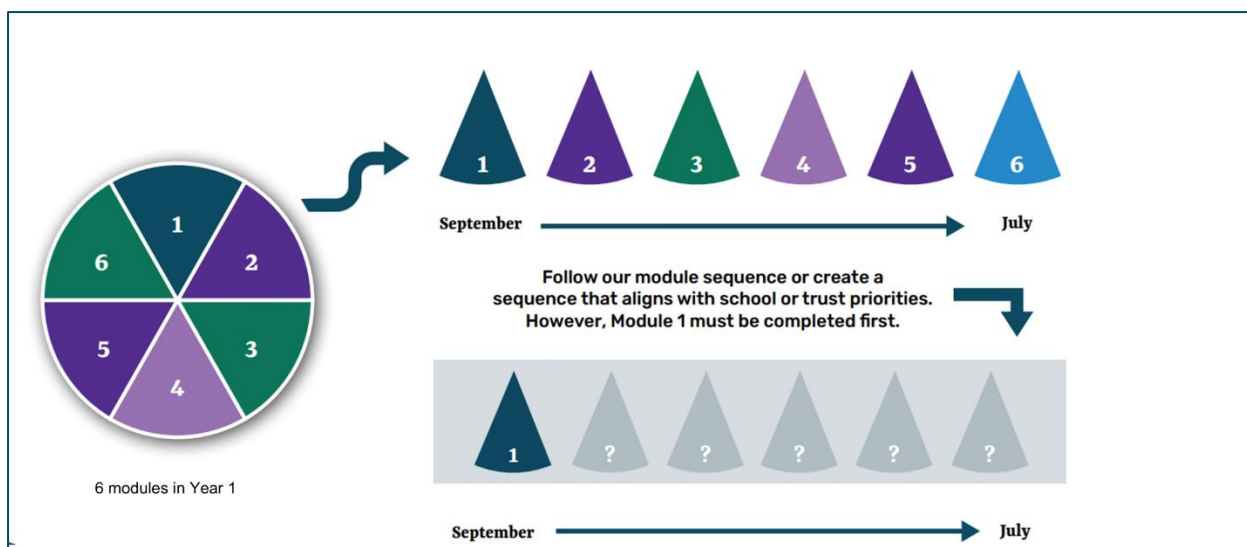 1
2
3
4
5
6
6 modules in Year 1
1 2 3 4 5 6
September July
Follow our module sequence or create a
sequence that aligns with school or trust priorities.
However, Module 1 must be completed first.
1 ? ? ? ? ?
September July